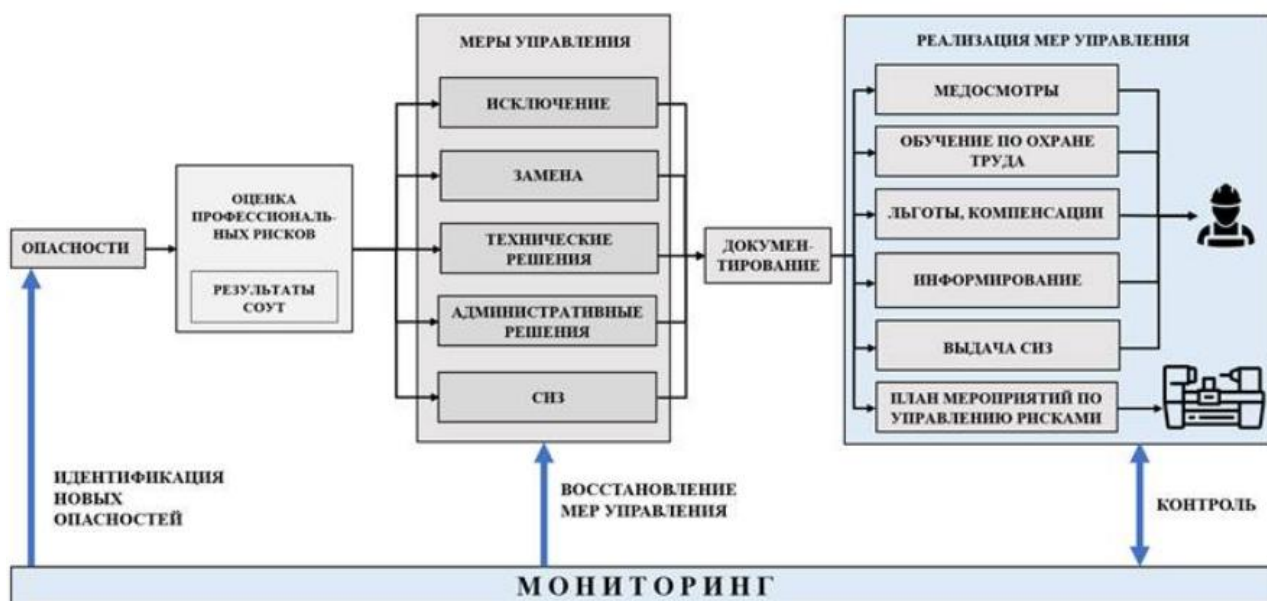 МЕРЫ УПРАВЛЕНИЯ
РЕАЛИЗАЦИЯ МЕР УПРАВЛЕНИЯ
ОПАСНОСТИ
ОЦЕНКА
ПРОФЕССИОНАЛЬ-
НЫХ РИСКОВ
РЕЗУЛЬТАТЫ
СОУТ
ИСКЛЮЧЕНИЕ
ЗАМЕНА
ТЕХНИЧЕСКИЕ
РЕШЕНИЯ
АДМИНИСТРАТИВНЫЕ
РЕШЕНИЯ
СИЗ
ДОКУМЕН-
ТИРОВАНИЕ
МЕДОСМОТРЫ
ОБУЧЕНИЕ ПО ОХРАНЕ
ТРУДА
ЛЬГОТЫ, КОМПЕНСАЦИИ
ИНФОРМИРОВАНИЕ
ВЫДАЧА СИЗ
ПЛАН МЕРОПРИЯТИЙ ПО
УПРАВЛЕНИЮ РИСКАМИ
ИДЕНТИФИКАЦИЯ
НОВЫХ
ОПАСНОСТЕЙ
ВОССТАНОВЛЕНИЕ
МЕР УПРАВЛЕНИЯ
КОНТРОЛЬ
МОНИТОРИНГ